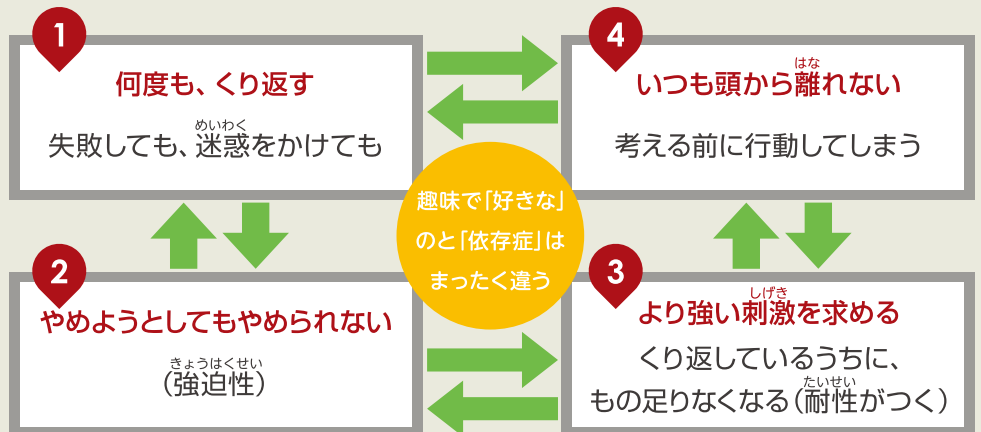 1
何度も、くり返す
失敗しても、迷惑をかけても
めいわく
4
いつも頭から離れない
はな
考える前に行動してしまう
趣味で「好きな」
のと「依存症」は
まったく違う
2
やめようとしてもやめられない
(強迫性)
きょうはくせい
3
より強い刺激を求める
しげき
くり返しているうちに、
もの足りなくなる(耐性がつく)
たいせい